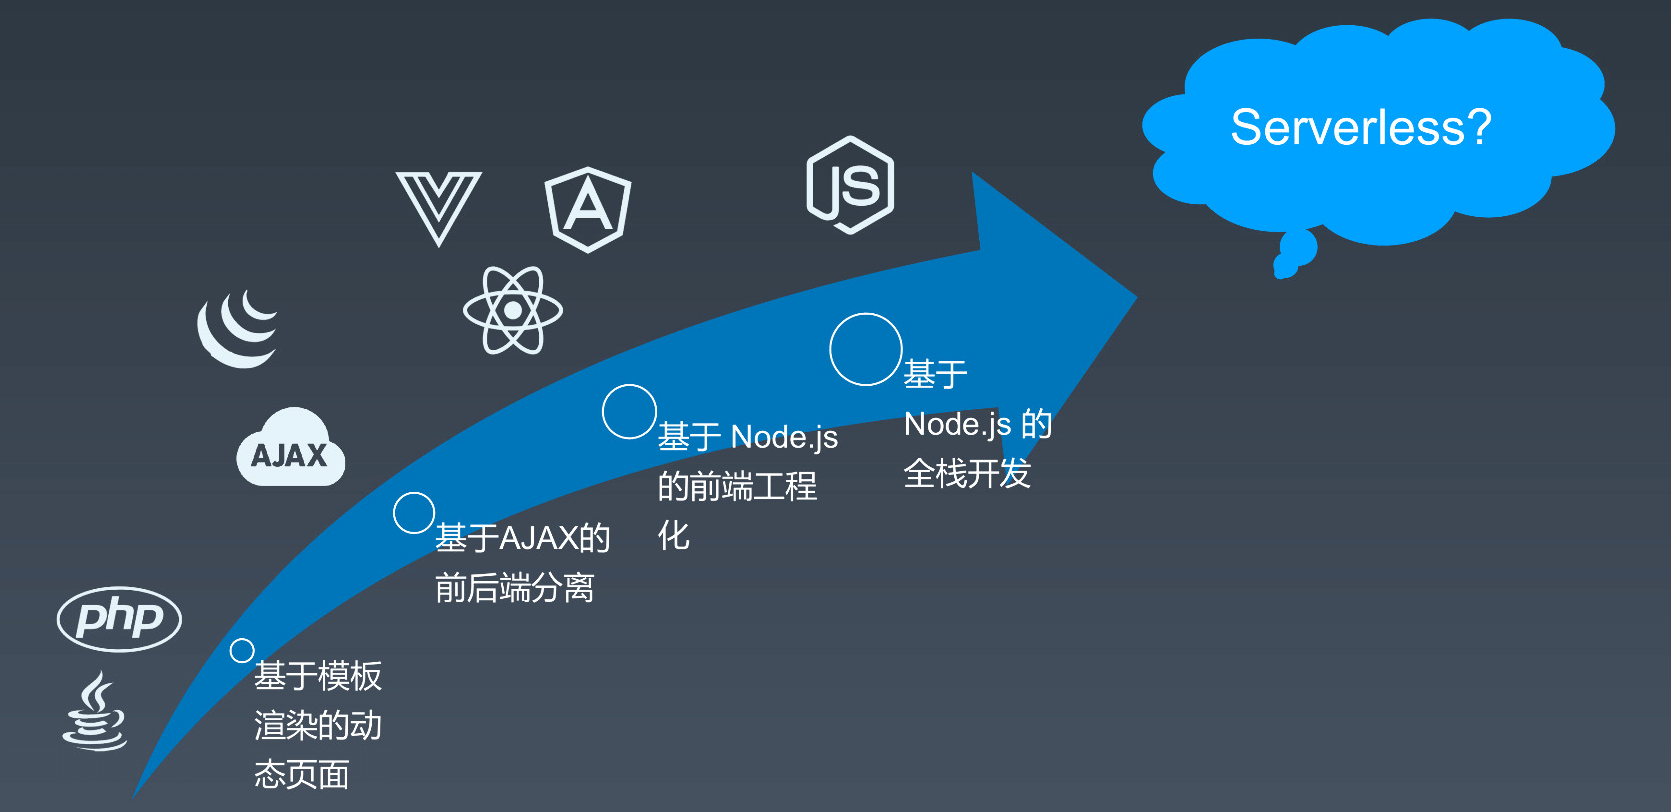 Serverless?
JS
AJAX
php
基于模板
渲染的动
态页面
基于AJAX的
前后端分离
基于 Node.js
的前端工程
化
基于
Node.js 的
全栈开发